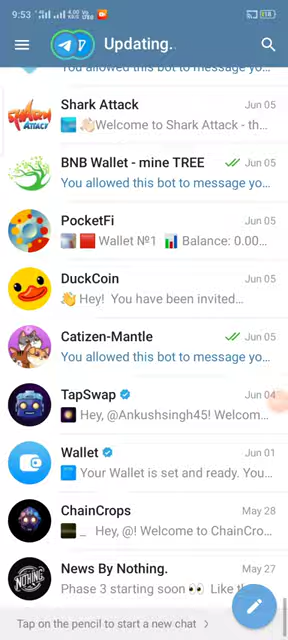 9:53 4.00
Updating..
You allowed this bot to message yo...
Shark Attack Jun 05
SHARK ATTACK
👋🏻Welcome to Shark Attack - th...
BNB Wallet - mine TREE Jun 05
You allowed this bot to message yo...
PocketFi Jun 05
Wallet №1 📊 Balance: 0.00...
DuckCoin Jun 05
👋 Hey! You have been invited...
Catizen-Mantle Jun 05
You allowed this bot to message yo...
TapSwap Jun 04
Hey, @Ankushsingh45! Welcom...
Wallet Jun 01
Your Wallet is set and ready. You...
ChainCrops May 28
_ Hey, @! Welcome to ChainCro...
News By Nothing. May 27
NOTHING
Phase 3 starting soon 👀 Like th
Tap on the pencil to start a new chat >